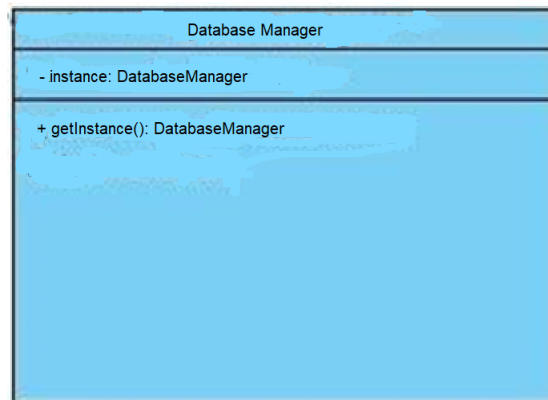 Database Manager
- instance: DatabaseManager
+ getInstance(): DatabaseManager